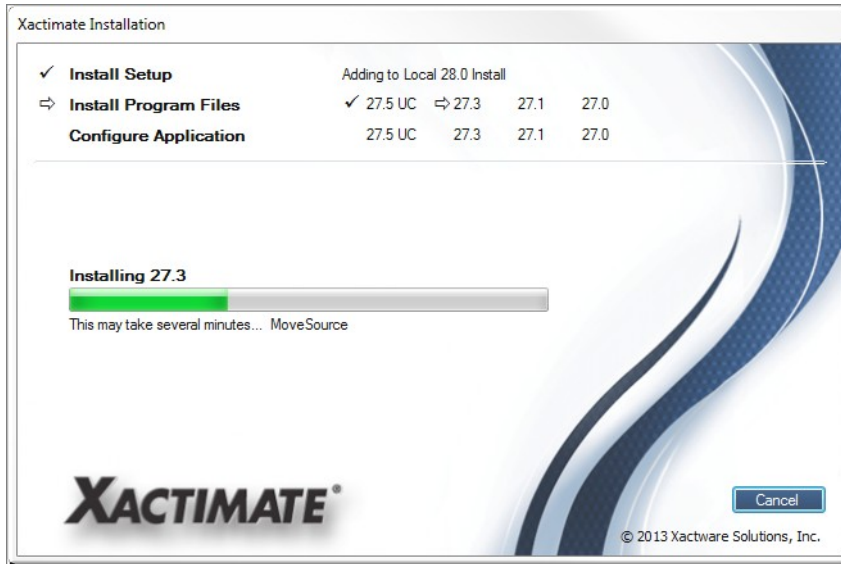 Xactimate Installation
✓ Install Setup Adding to Local 28.0 Install
⇨ Install Program Files ✓ 27.5 UC ⇨ 27.3 27.1 27.0
Configure Application 27.5 UC 27.3 27.1 27.0
Installing 27.3
This may take several minutes... MoveSource
XACTIMATE®
Cancel
© 2013 Xactware Solutions, Inc.